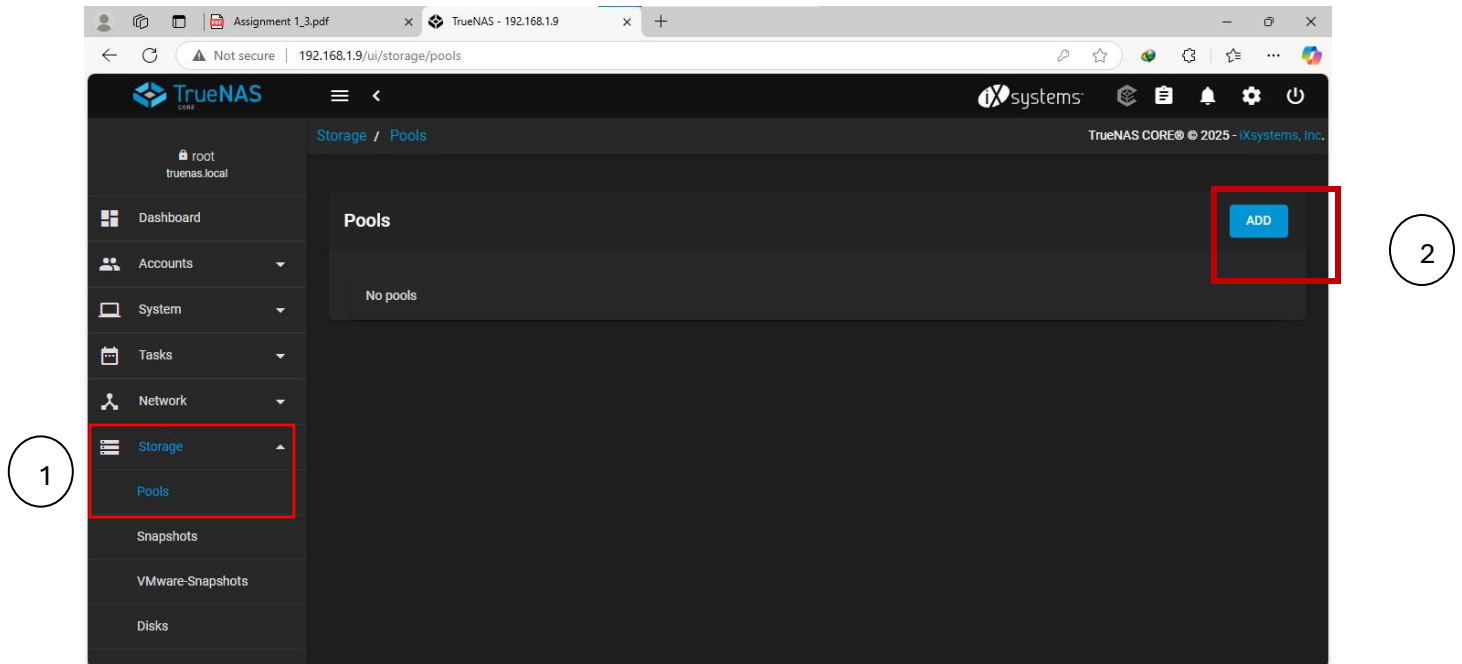 Assignment 1_3.pdf
TrueNAS - 192.168.1.9
Not secure | 192.168.1.9/ui/storage/pools
TrueNAS
CORE
iXsystems
Storage / Pools
TrueNAS CORE® © 2025 - iXsystems, Inc.
root
truenas.local
Dashboard
Pools
ADD
2
Accounts
No pools
System
Tasks
Network
Storage
1
Pools
Snapshots
VMware-Snapshots
Disks